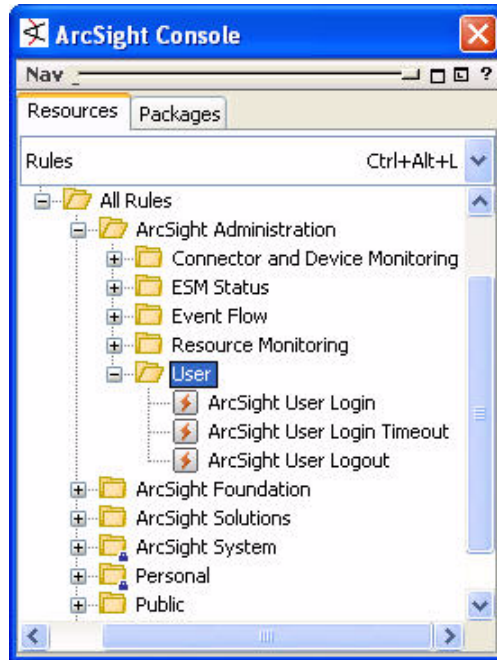 ArcSight Console
Nav ?
Resources Packages
Rules Ctrl+Alt+L
All Rules
ArcSight Administration
Connector and Device Monitoring
ESM Status
Event Flow
Resource Monitoring
User
ArcSight User Login
ArcSight User Login Timeout
ArcSight User Logout
ArcSight Foundation
ArcSight Solutions
ArcSight System
Personal
Public